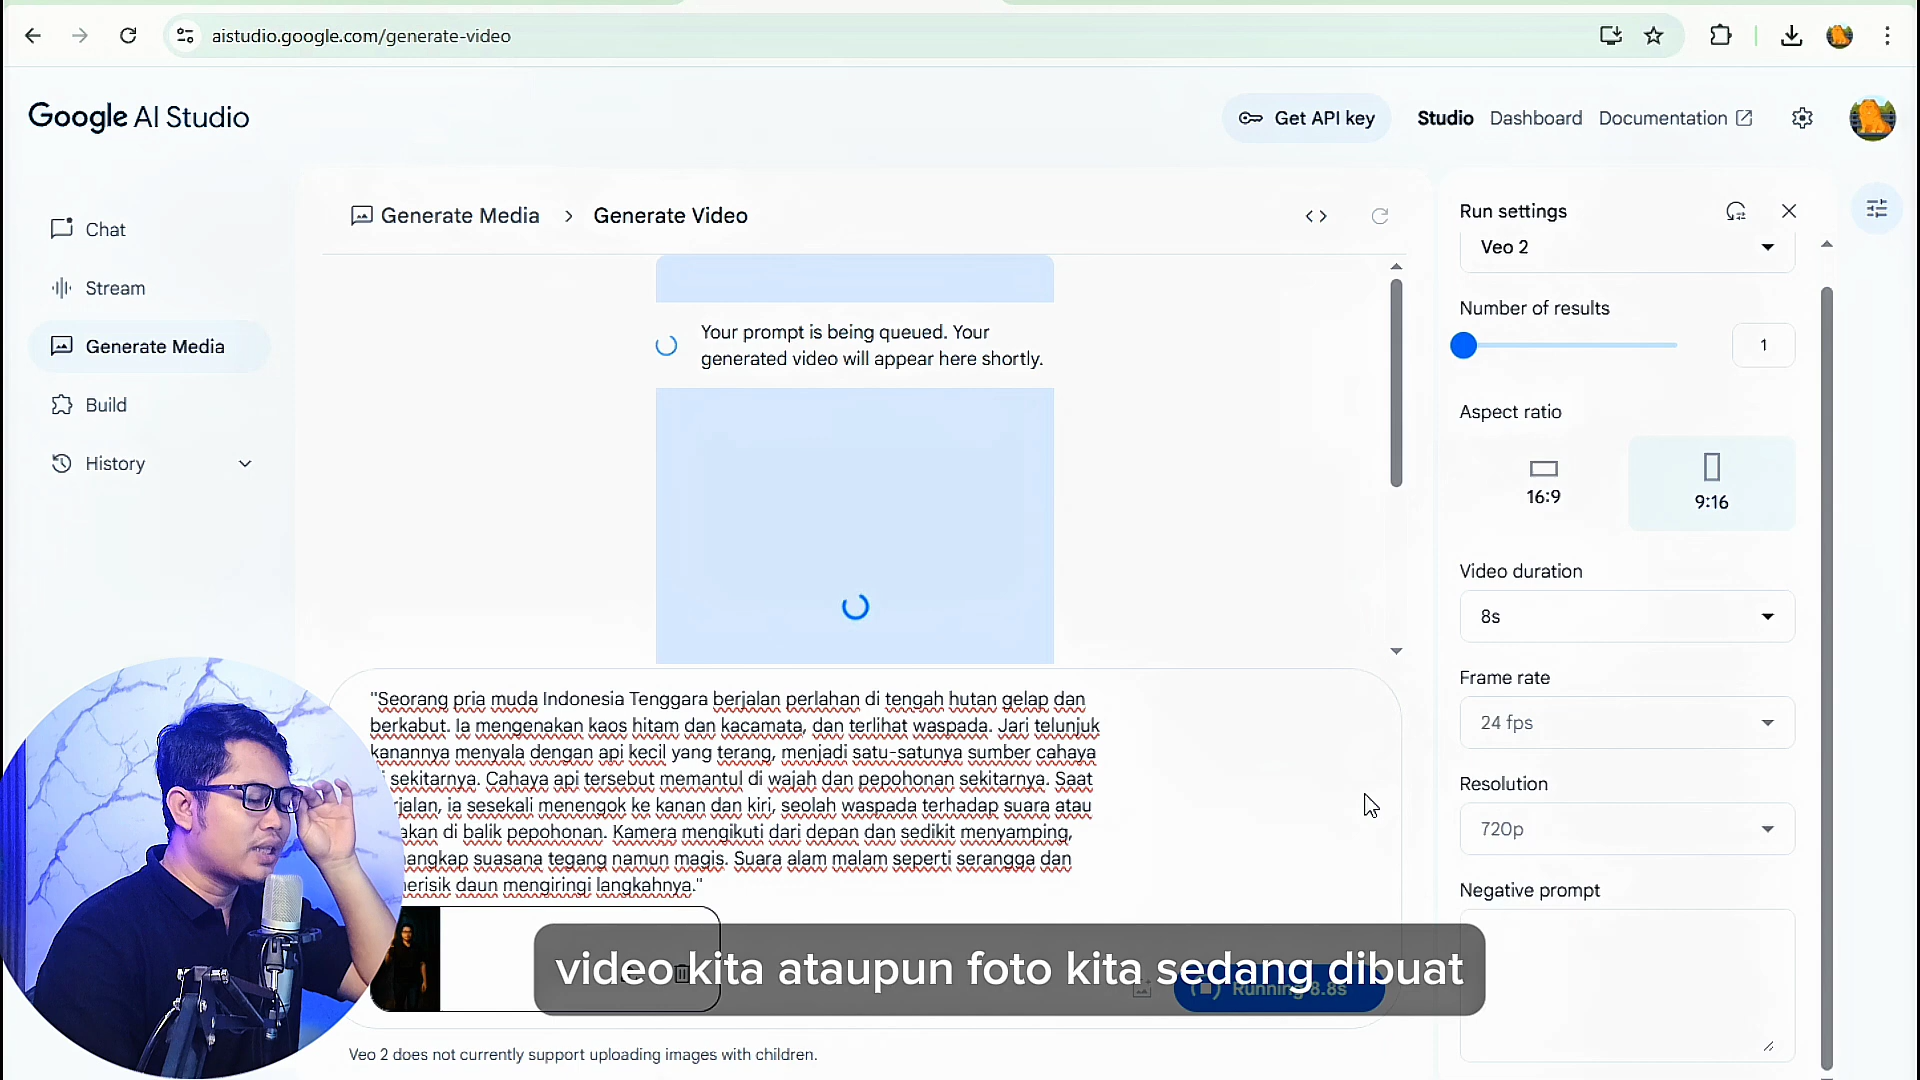 aistudio.google.com/generate-video
Google AI Studio
Get API key
Studio
Dashboard
Documentation
Chat
Stream
Generate Media
Build
History
Generate Media > Generate Video
Your prompt is being queued. Your
generated video will appear here shortly.
"Seorang pria muda Indonesia Tenggara berjalan perlahan di tengah hutan gelap dan
berkabut. Ia mengenakan kaos hitam dan kacamata, dan terlihat waspada. Jari telunjuk
kanannya menyala dengan api kecil yang terang, menjadi satu-satunya sumber cahaya
sekitarnya. Cahaya api tersebut memantul di wajah dan pepohonan sekitarnya. Saat
ia sesekali menengok ke kanan dan kiri, seolah waspada terhadap suara atau
di balik pepohonan. Kamera mengikuti dari depan dan sedikit menyamping,
suasana tegang namun magis. Suara alam malam seperti serangga dan
daun mengiringi langkahnya."
video kita ataupun foto kita sedang dibuat
Running 8.8s
Veo 2 does not currently support uploading images with children.
Run settings
Veo 2
Number of results
1
Aspect ratio
16:9
9:16
Video duration
8s
Frame rate
24 fps
Resolution
720p
Negative prompt